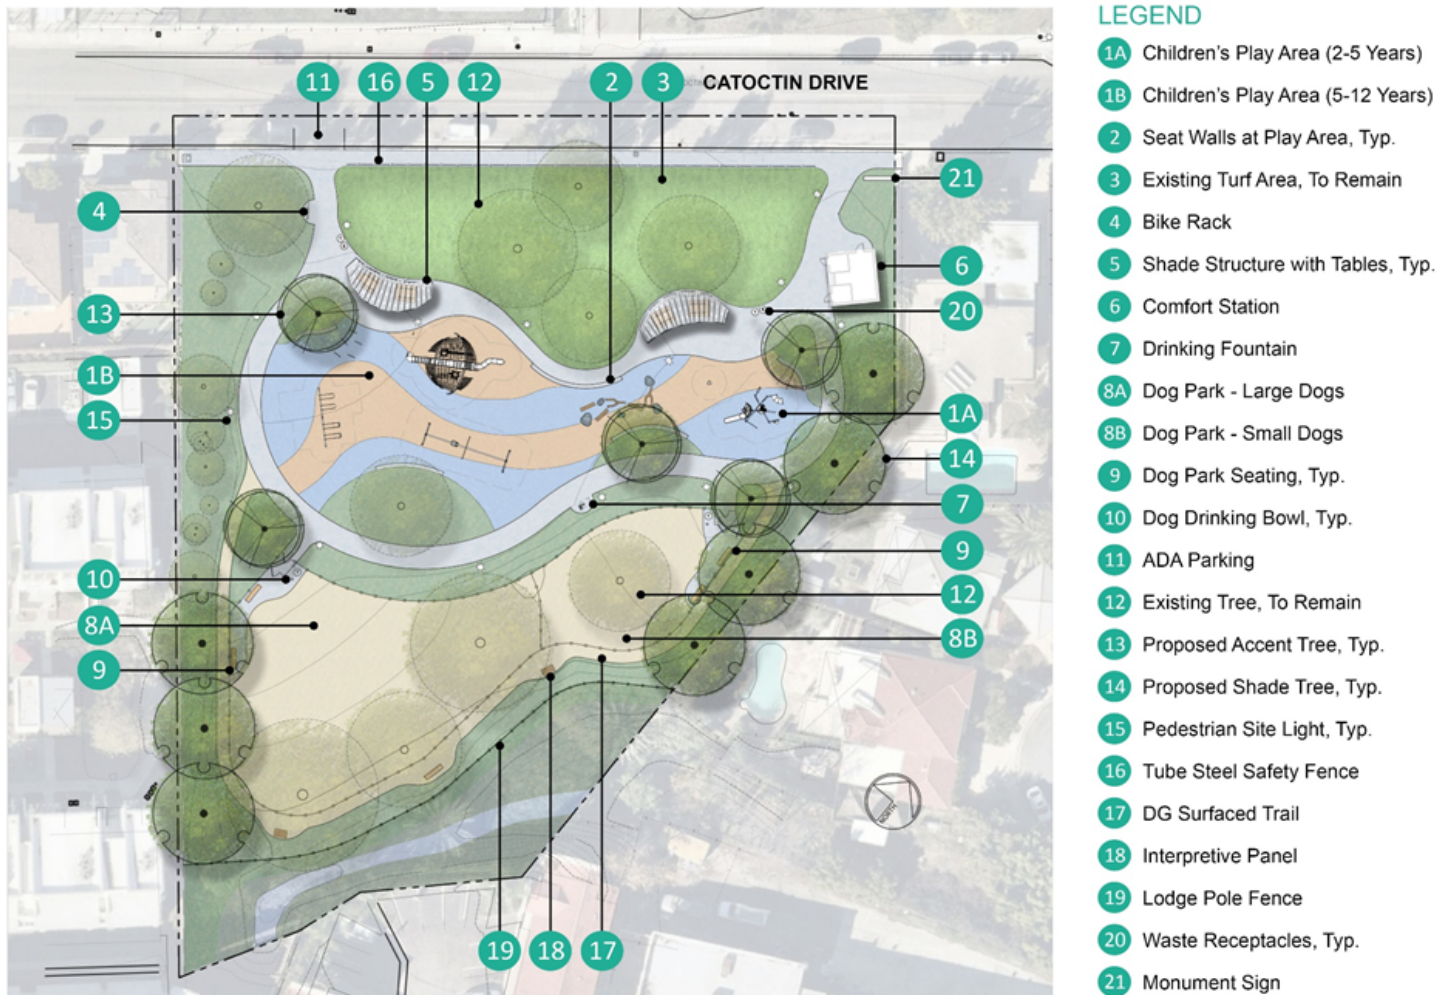 11 16 5 12 2 3 CATOCTIN DRIVE
21
4
6
13
20
1B
1A
15
14
7
9
10
12
8A
8B
9
NORTH
19 18 17
LEGEND
1A Children's Play Area (2-5 Years)
1B Children's Play Area (5-12 Years)
2 Seat Walls at Play Area, Typ.
3 Existing Turf Area, To Remain
4 Bike Rack
5 Shade Structure with Tables, Typ.
6 Comfort Station
7 Drinking Fountain
8A Dog Park - Large Dogs
8B Dog Park - Small Dogs
9 Dog Park Seating, Typ.
10 Dog Drinking Bowl, Typ.
11 ADA Parking
12 Existing Tree, To Remain
13 Proposed Accent Tree, Typ.
14 Proposed Shade Tree, Typ.
15 Pedestrian Site Light, Typ.
16 Tube Steel Safety Fence
17 DG Surfaced Trail
18 Interpretive Panel
19 Lodge Pole Fence
20 Waste Receptacles, Typ.
21 Monument Sign